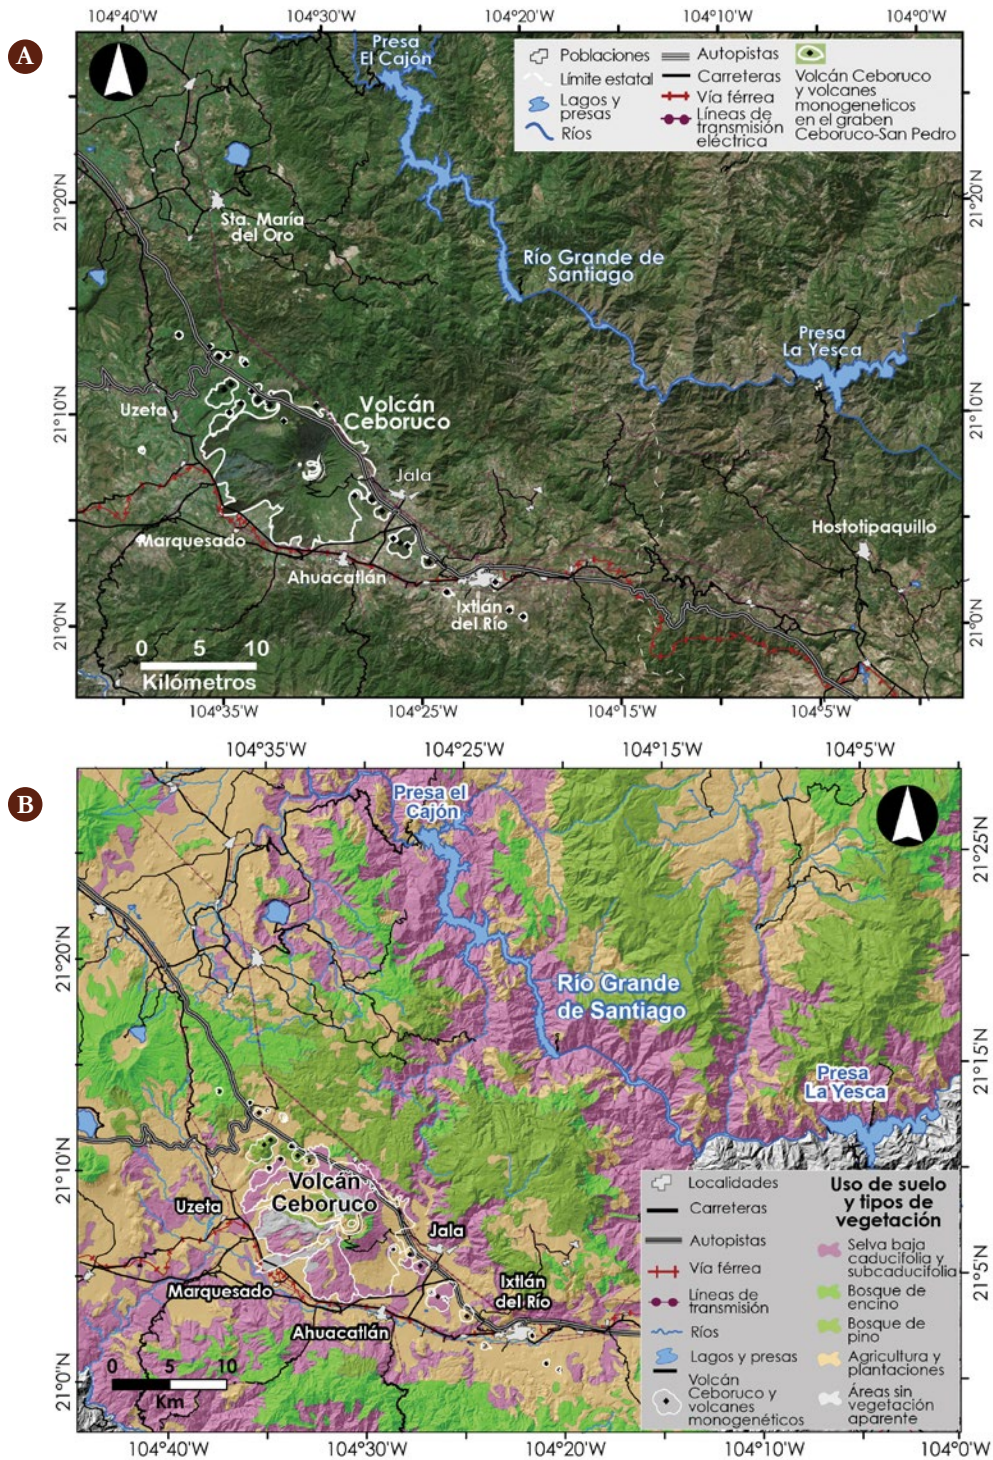 A
104°40'W
104°30'W
104°20'W
104°10'W
104°0'W
Presa
El Cajón
Poblaciones
Límite estatal
Lagos y
presas
Ríos
Autopistas
Carreteras
Vía férrea
Líneas de
transmisión
eléctrica
Volcán Ceboruco
y volcanes
monogeneticos
en el graben
Ceboruco-San Pedro
21°20'N
21°20'N
Sta. María
del Oro
Río Grande de
Santiago
Presa
La Yesca
21°10'N
21°10'N
Uzeta
Volcán
Ceboruco
Jala
Marquesado
Hostotipaquillo
Ahuacatlán
Ixtlán
del Río
21°0'N
21°0'N
0 5 10
Kilómetros
104°35'W
104°25'W
104°15'W
104°5'W
B
104°35'W
104°25'W
104°15'W
104°5'W
Presa el
Cajón
21°25'N
21°20'N
Río Grande
de Santiago
21°15'N
Presa
La Yesca
21°10'N
Volcán
Ceboruco
Uzeta
Jala
21°5'N
Marquesado
Ixtlán
del Río
Ahuacatlán
21°0'N
0 5 10
Km
Localidades
Carreteras
Autopistas
Vía férrea
Líneas de
transmisión
Ríos
Lagos y presas
Volcán
Ceboruco y
volcanes
monogenéticos
Uso de suelo
y tipos de
vegetación
Selva baja
caducifolia y
subcaducifolia
Bosque de
encino
Bosque de
pino
Agricultura y
plantaciones
Áreas sin
vegetación
aparente
104°40'W
104°30'W
104°20'W
104°10'W
104°0'W